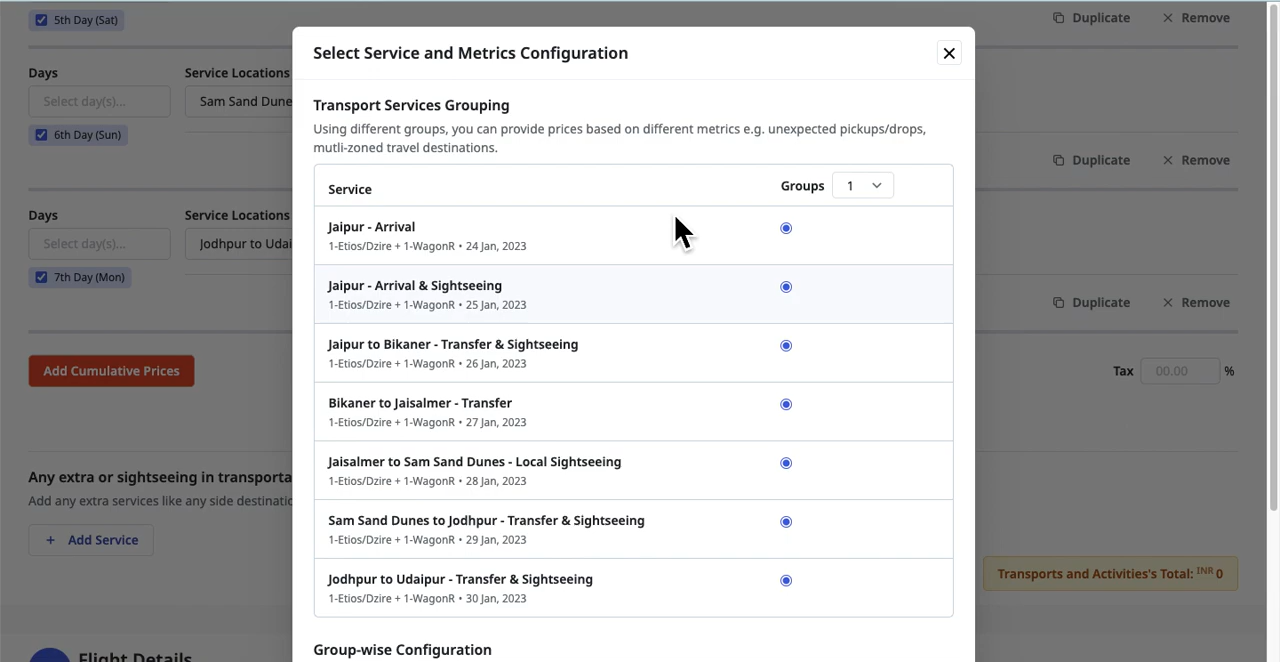 5th Day (Sat)
Duplicate
Remove
Days
Service Locations
Select day(s)...
Sam Sand Dune
6th Day (Sun)
Duplicate
Remove
Days
Service Locations
Select day(s)...
Jodhpur to Udai
7th Day (Mon)
Duplicate
Remove
Add Cumulative Prices
Tax
00.00
%
Any extra or sightseeing in transporta
Add any extra services like any side destinatio
+ Add Service
Transports and Activities's Total: INR 0
Flight Details
Select Service and Metrics Configuration
Transport Services Grouping
Using different groups, you can provide prices based on different metrics e.g. unexpected pickups/drops,
mutli-zoned travel destinations.
Service
Groups
1
Jaipur - Arrival
1-Etios/Dzire + 1-WagonR • 24 Jan, 2023
Jaipur - Arrival & Sightseeing
1-Etios/Dzire + 1-WagonR • 25 Jan, 2023
Jaipur to Bikaner - Transfer & Sightseeing
1-Etios/Dzire + 1-WagonR • 26 Jan, 2023
Bikaner to Jaisalmer - Transfer
1-Etios/Dzire + 1-WagonR • 27 Jan, 2023
Jaisalmer to Sam Sand Dunes - Local Sightseeing
1-Etios/Dzire + 1-WagonR • 28 Jan, 2023
Sam Sand Dunes to Jodhpur - Transfer & Sightseeing
1-Etios/Dzire + 1-WagonR • 29 Jan, 2023
Jodhpur to Udaipur - Transfer & Sightseeing
1-Etios/Dzire + 1-WagonR • 30 Jan, 2023
Group-wise Configuration